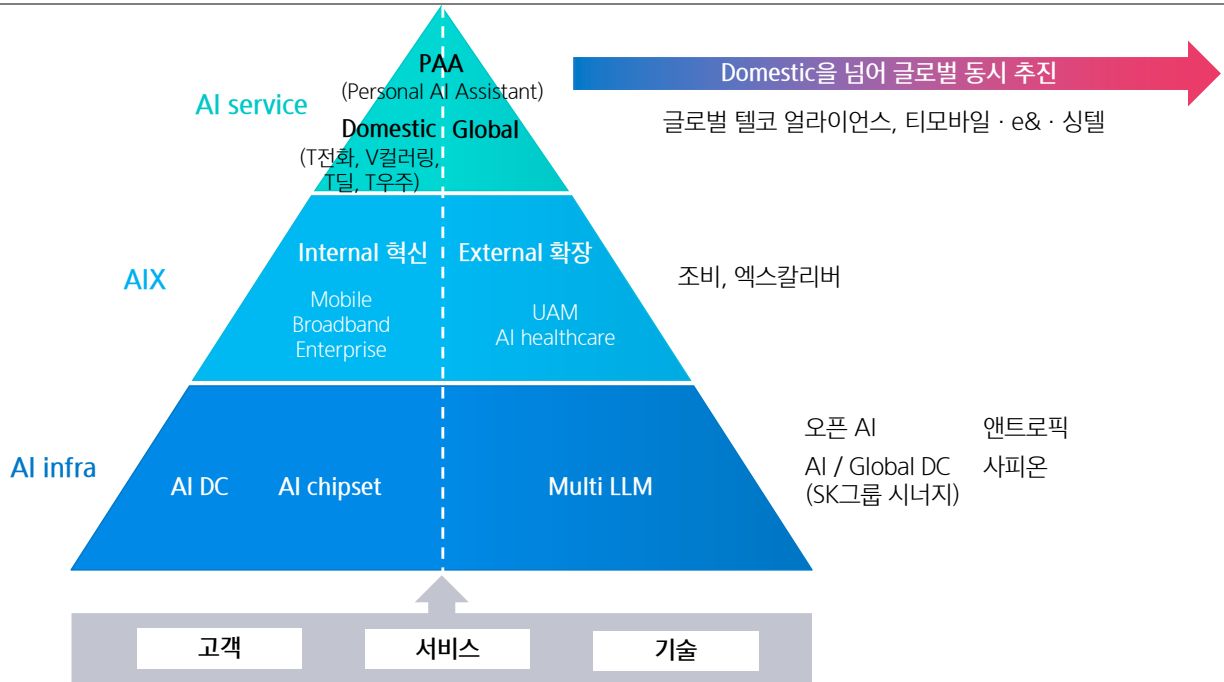 PAA
(Personal AI Assistant)
Domestic을 넘어 글로벌 동시 추진
AI service
글로벌 텔코 얼라이언스, 티모바일 · e& · 싱텔
Domestic Global
(T전화, V컬러링,
T딜, T우주)
Internal 혁신
External 확장
AIX
조비, 엑스칼리버
Mobile
Broadband
Enterprise
UAM
AI healthcare
오픈 AI
앤트로픽
AI infra
AI DC
AI chipset
Multi LLM
AI / Global DC
(SK그룹 시너지)
사피온
고객
서비스
기술